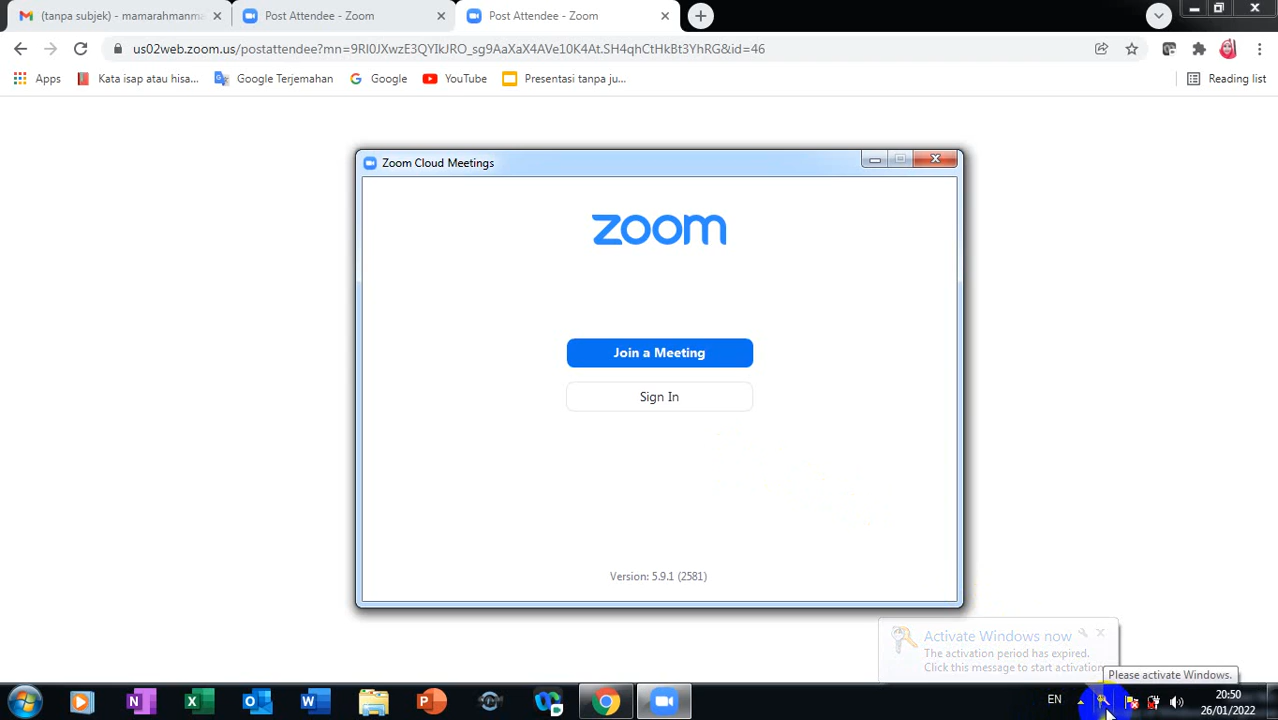 (tanpa subjek) - mamarahmanma
Post Attendee - Zoom
Post Attendee - Zoom
us02web.zoom.us/postattendee?mn=9RI0JXwzE3QYIkJRO_sg9AaXaX4AVe10K4At.SH4qhCtHkBt3YhRG&id=46
Apps
Kata isap atau hisa...
Google Terjemahan
Google
YouTube
Presentasi tanpa ju...
Reading list
Zoom Cloud Meetings
zoom
Join a Meeting
Sign In
Version: 5.9.1 (2581)
Activate Windows now
The activation period has expired.
Click this message to start activation
Please activate Windows.
EN
20:50
26/01/2022